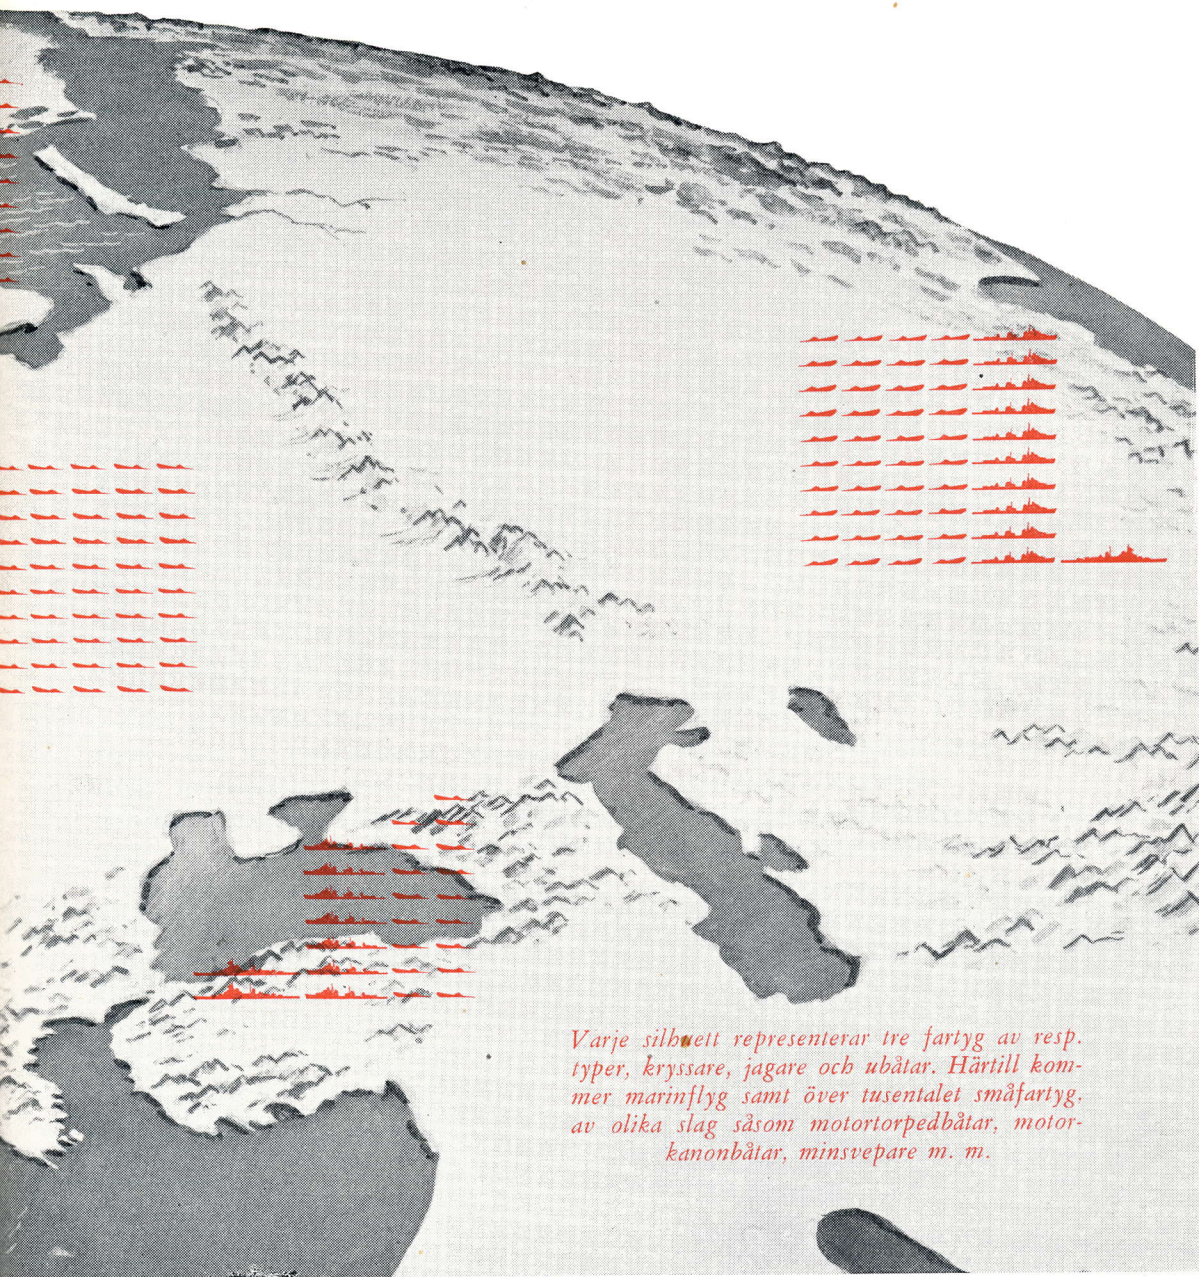 Varje silhuett representerar tre fartyg av resp.
typer, kryssare, jagare och ubåtar. Härtill kom-
mer marinflyg samt över tusentalet småfartyg,
av olika slag såsom motortorpedbåtar, motor-
kanonbåtar, minsvepare m. m.